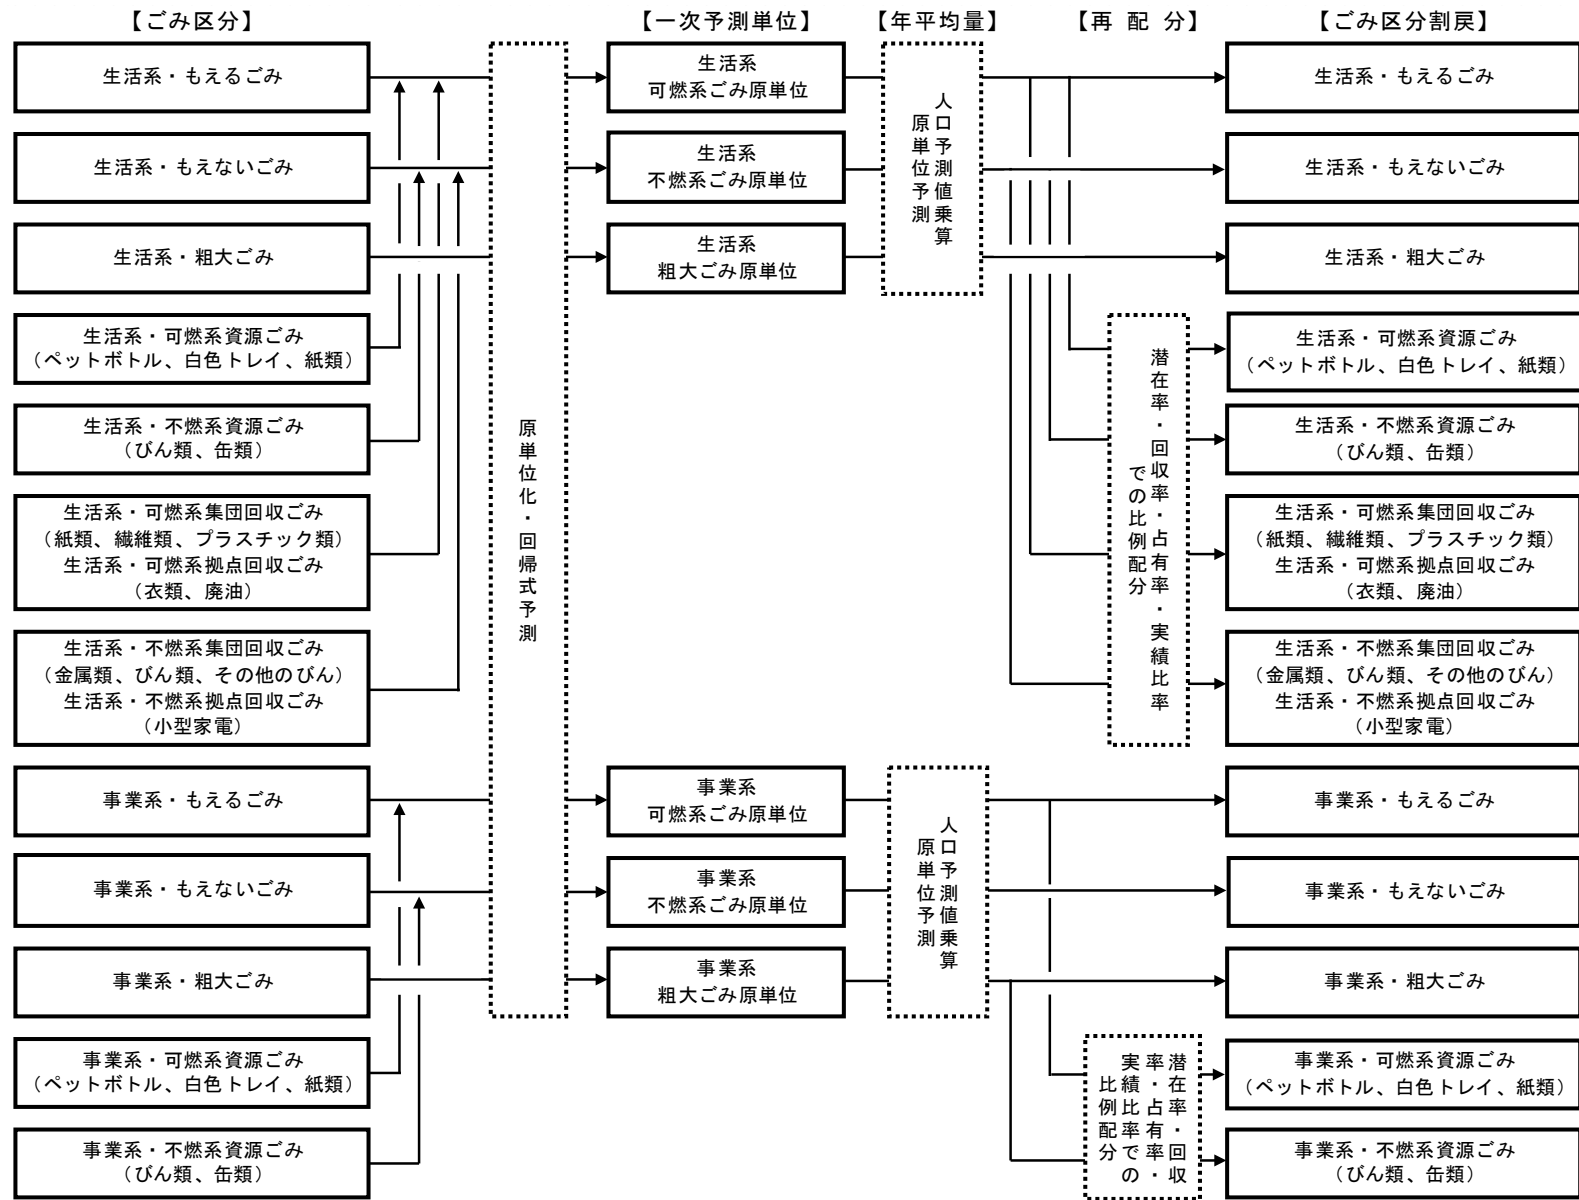 【ごみ区分】
【一次予測単位】
【年平均量】
【再 配 分】
【ごみ区分割戻】
生活系・もえるごみ
生活系・もえないごみ
生活系・粗大ごみ
生活系・可燃系資源ごみ
（ペットボトル、白色トレイ、紙類）
生活系・不燃系資源ごみ
（びん類、缶類）
生活系・可燃系集団回収ごみ
（紙類、繊維類、プラスチック類）
生活系・可燃系拠点回収ごみ
（衣類、廃油）
生活系・不燃系集団回収ごみ
（金属類、びん類、その他のびん）
生活系・不燃系拠点回収ごみ
（小型家電）
事業系・もえるごみ
事業系・もえないごみ
事業系・粗大ごみ
事業系・可燃系資源ごみ
（ペットボトル、白色トレイ、紙類）
事業系・不燃系資源ごみ
（びん類、缶類）
原単位化・回帰式予測
生活系
可燃系ごみ原単位
生活系
不燃系ごみ原単位
生活系
粗大ごみ原単位
事業系
可燃系ごみ原単位
事業系
不燃系ごみ原単位
事業系
粗大ごみ原単位
人口予測値乗算
原単位予測
人口予測値乗算
原単位予測
潜在率・回収率・占有率・実績比率
での比例配分
潜在率・回収
率・占有率・
実績比率での
比例配分
生活系・もえるごみ
生活系・もえないごみ
生活系・粗大ごみ
生活系・可燃系資源ごみ
（ペットボトル、白色トレイ、紙類）
生活系・不燃系資源ごみ
（びん類、缶類）
生活系・可燃系集団回収ごみ
（紙類、繊維類、プラスチック類）
生活系・可燃系拠点回収ごみ
（衣類、廃油）
生活系・不燃系集団回収ごみ
（金属類、びん類、その他のびん）
生活系・不燃系拠点回収ごみ
（小型家電）
事業系・もえるごみ
事業系・もえないごみ
事業系・粗大ごみ
事業系・可燃系資源ごみ
（ペットボトル、白色トレイ、紙類）
事業系・不燃系資源ごみ
（びん類、缶類）